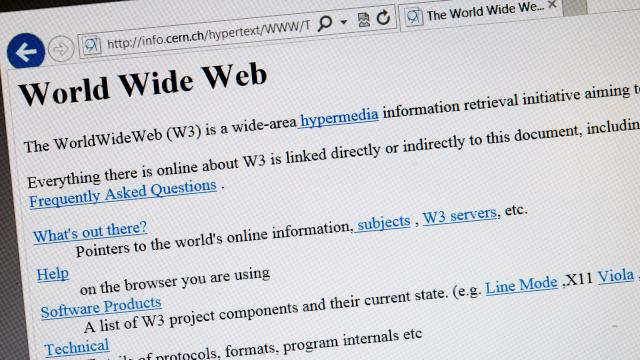 http://info.cern.ch/hypertext/WWW/T
The World Wide We...
World Wide Web
The WorldWideWeb (W3) is a wide-area hypermedia information retrieval initiative aiming to
Everything there is online about W3 is linked directly or indirectly to this document, includin
Frequently Asked Questions .
What's out there?
Pointers to the world's online information, subjects , W3 servers, etc.
Help
on the browser you are using
Software Products
A list of W3 project components and their current state. (e.g. Line Mode ,X11 Viola ,
Technical
Details of protocols, formats, program internals etc